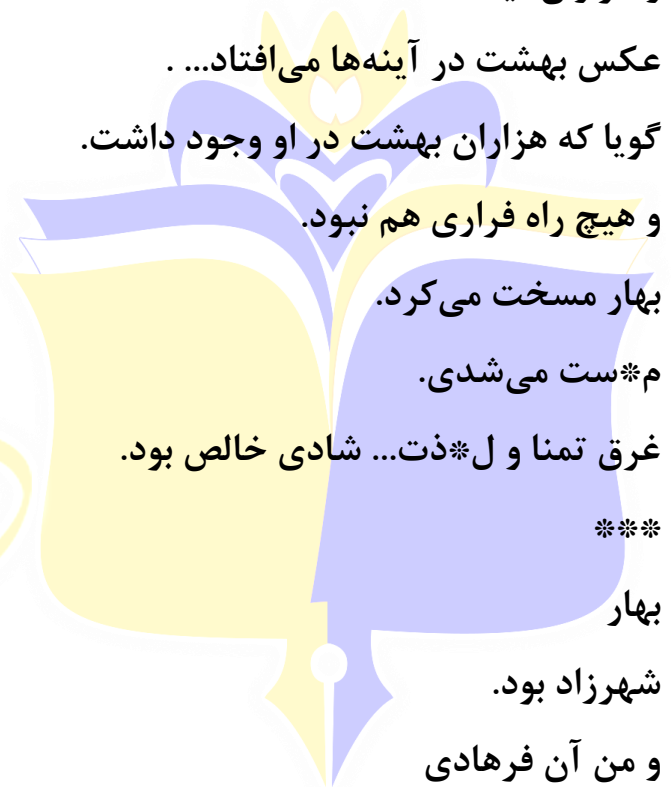 عکس بهشت در آینه‌ها می‌افتاد... .
گویا که هزاران بهشت در او وجود داشت.
و هیچ راه فراری هم نبود.
بهار مسخت می‌کرد.
م*ست می‌شدی.
غرق تمنا و ل*ذت... شادی خالص بود.
***
بهار
شهرزاد بود.
و من آن فرهادی